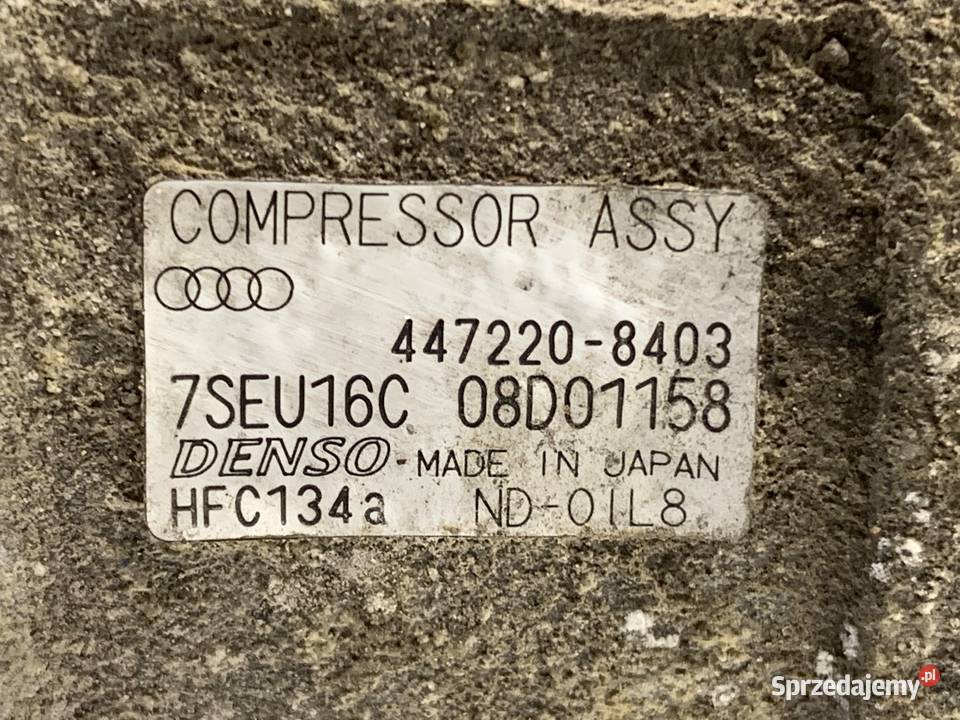 COMPRESSOR ASSY
447220-8403
7SEU16C 08D01158
DENSO - MADE IN JAPAN
HFC134a ND-OIL8
Sprzedajemy.pl